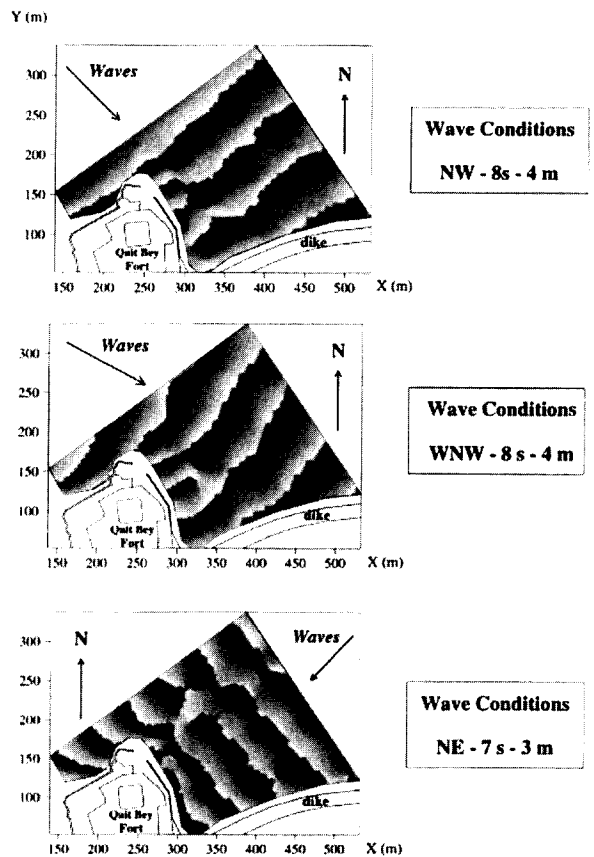 Y (m)
300
250
200
150
100
Waves
N
Quit Bey
Fort
dike
150 200 250 300 350 400 450 500 X (m)
Wave Conditions
NW - 8s - 4 m
300
250
200
150
100
Waves
N
Quit Bey
Fort
dike
150 200 250 300 350 400 450 500 X (m)
Wave Conditions
WNW - 8 s - 4 m
300
250
200
150
100
N
Waves
Quit Bey
Fort
dike
150 200 250 300 350 400 450 500 X (m)
Wave Conditions
NE - 7 s - 3 m